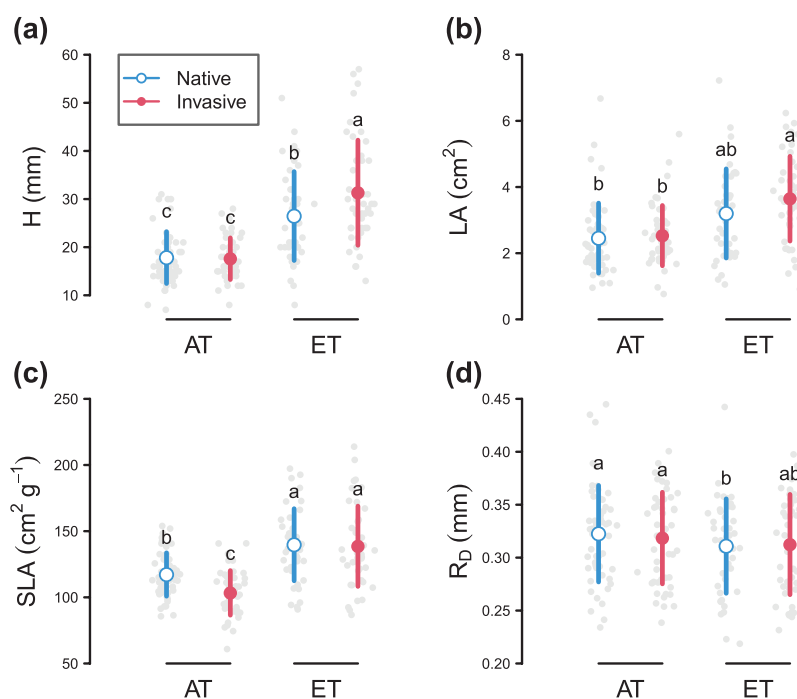 (a)
60
50
40
30
20
10
H (mm)
Native
Invasive
c
c
b
a
AT
ET
(b)
8
6
4
2
0
LA (cm²)
b
b
ab
a
AT
ET
(c)
250
200
150
100
50
SLA (cm² g⁻¹)
b
c
a
a
AT
ET
(d)
0.45
0.40
0.35
0.30
0.25
0.20
R_D (mm)
a
a
b
ab
AT
ET